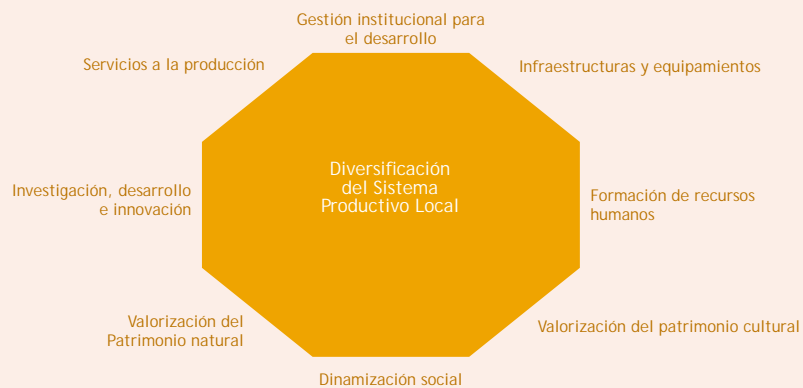 Gestión institucional para
el desarrollo
Servicios a la producción
Infraestructuras y equipamientos
Diversificación
del Sistema
Productivo Local
Investigación, desarrollo
e innovación
Formación de recursos
humanos
Valorización del
Patrimonio natural
Valorización del patrimonio cultural
Dinamización social